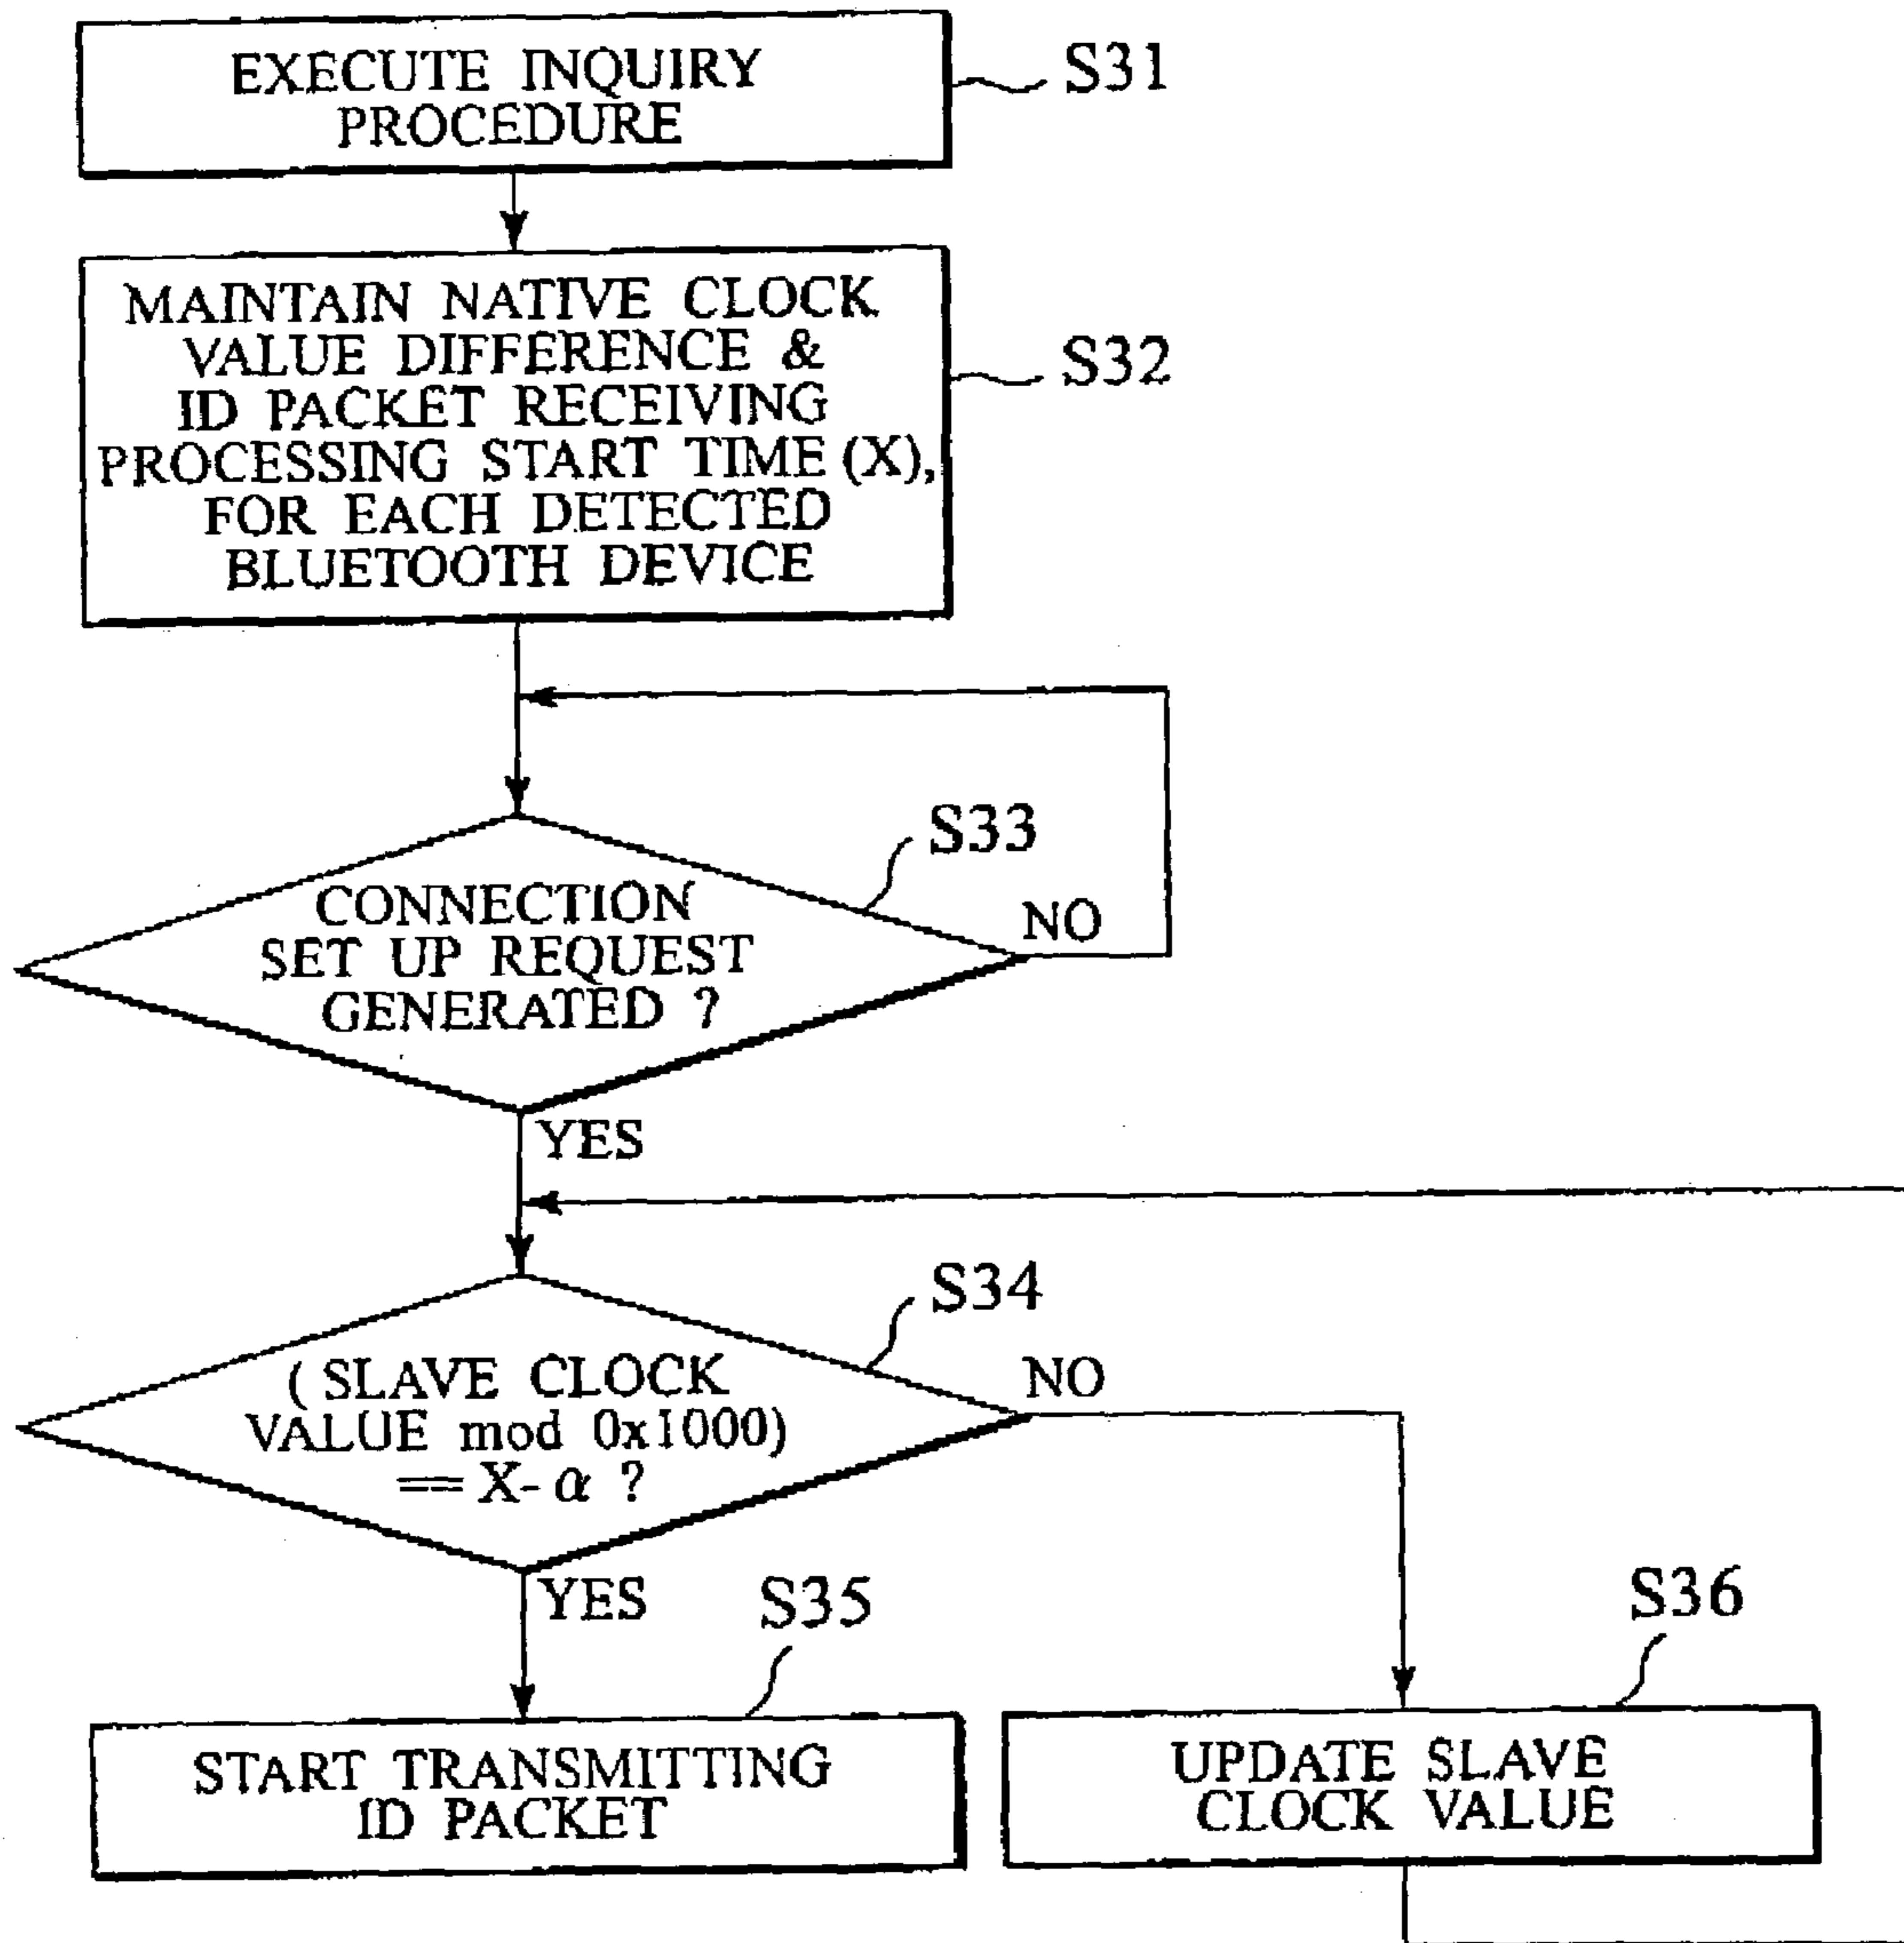 EXECUTE INQUIRY
PROCEDURE
S31
MAINTAIN NATIVE CLOCK
VALUE DIFFERENCE &
ID PACKET RECEIVING
PROCESSING START TIME (X),
FOR EACH DETECTED
BLUETOOTH DEVICE
S32
S33
CONNECTION
SET UP REQUEST
GENERATED ?
NO
YES
S34
( SLAVE CLOCK
VALUE mod 0x1000)
== X- α ?
NO
YES
S35
START TRANSMITTING
ID PACKET
S36
UPDATE SLAVE
CLOCK VALUE